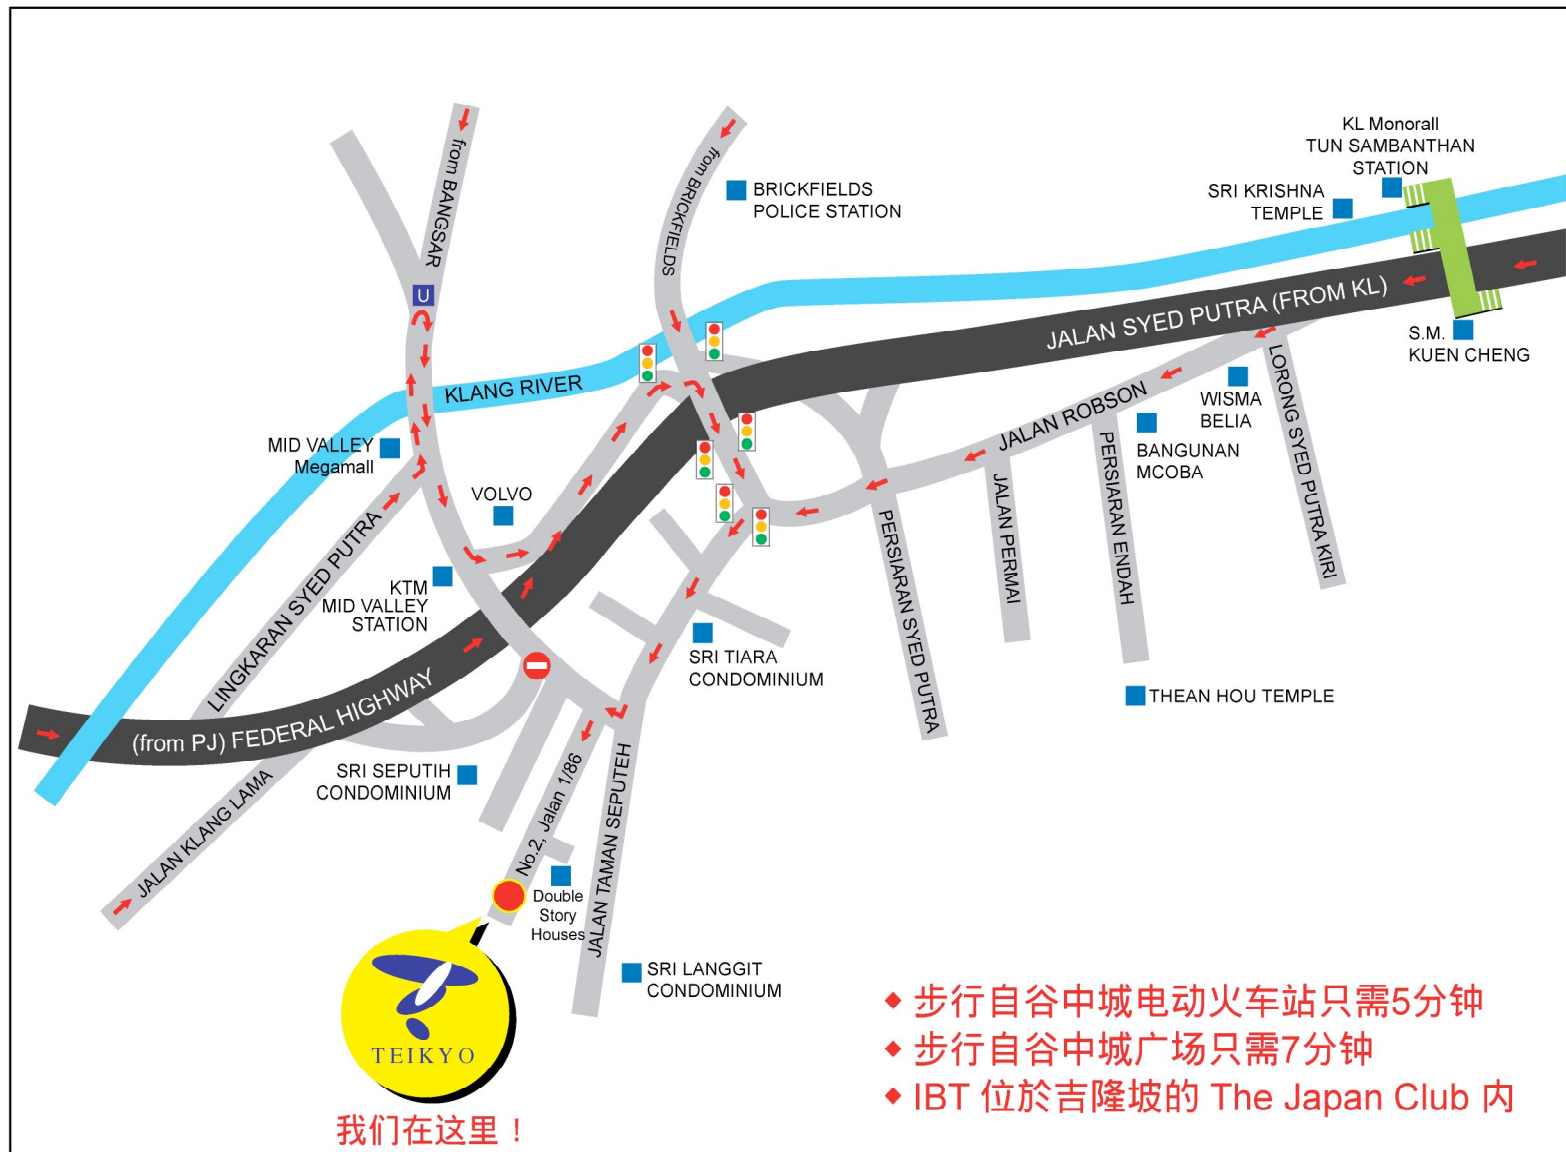 from BANGSAR
from BRICKFIELDS
BRICKFIELDS
POLICE STATION
KL Monorall
TUN SAMBANTHAN
STATION
SRI KRISHNA
TEMPLE
U
JALAN SYED PUTRA (FROM KL)
S.M.
KUEN CHENG
KLANG RIVER
MID VALLEY
Megamall
VOLVO
JALAN ROBSON
WISMA
BELIA
BANGUNAN
MCOBA
LORONG SYED PUTRA KIRI
PERSIARAN ENDAH
JALAN PERMAI
PERSIARAN SYED PUTRA
LINGKARAN SYED PUTRA
KTM
MID VALLEY
STATION
SRI TIARA
CONDOMINIUM
THEAN HOU TEMPLE
(from PJ) FEDERAL HIGHWAY
SRI SEPUTIH
CONDOMINIUM
JALAN KLANG LAMA
No.2, Jalan 1/86
JALAN TAMAN SEPUTEH
Double
Story
Houses
SRI LANGGIT
CONDOMINIUM
TEIKYO
我们在这里！
步行自谷中城电动火车站只需5分钟
步行自谷中城广场只需7分钟
IBT 位於吉隆坡的 The Japan Club 内